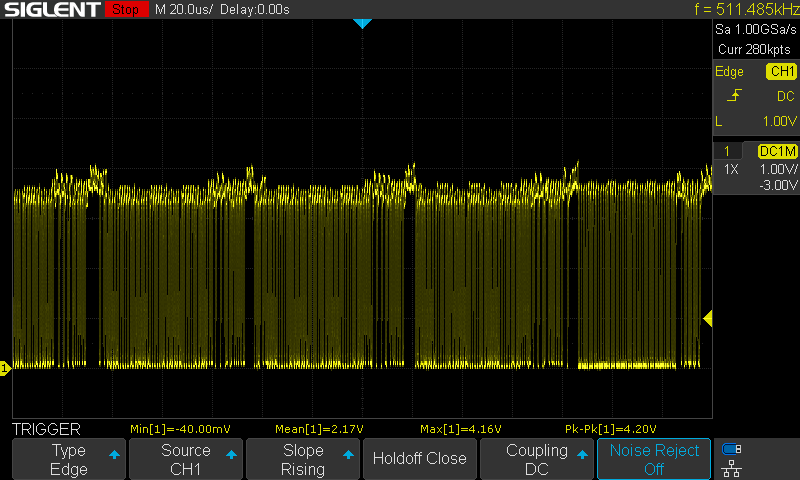 SIGLENT Stop M 20.0us/ Delay:0.00s f = 511.485kHz
Sa 1.00GSa/s
Curr 280kpts
Edge CH1
DC
L 1.00V
1 DC1M
1X 1.00V/
-3.00V
1
TRIGGER Min[1]=-40.00mV Mean[1]=2.17V Max[1]=4.16V Pk-Pk[1]=4.20V
Type Source Slope Holdoff Close Coupling Noise Reject
Edge CH1 Rising DC Off